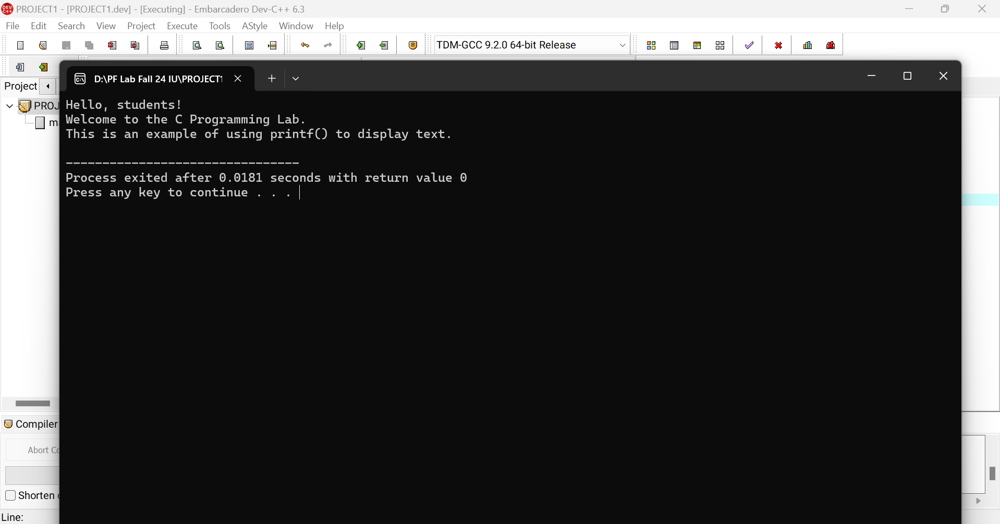 PROJECT1 - [PROJECT1.dev] - [Executing] - Embarcadero Dev-C++ 6.3
File Edit Search View Project Execute Tools AStyle Window Help
TDM-GCC 9.2.0 64-bit Release
D:\PF Lab Fall 24 IU\PROJECT1
Project
PROJ
Hello, students!
Welcome to the C Programming Lab.
This is an example of using printf() to display text.
--------------------------------
Process exited after 0.0181 seconds with return value 0
Press any key to continue . . .
Compiler
Abort
Shorten
Line: